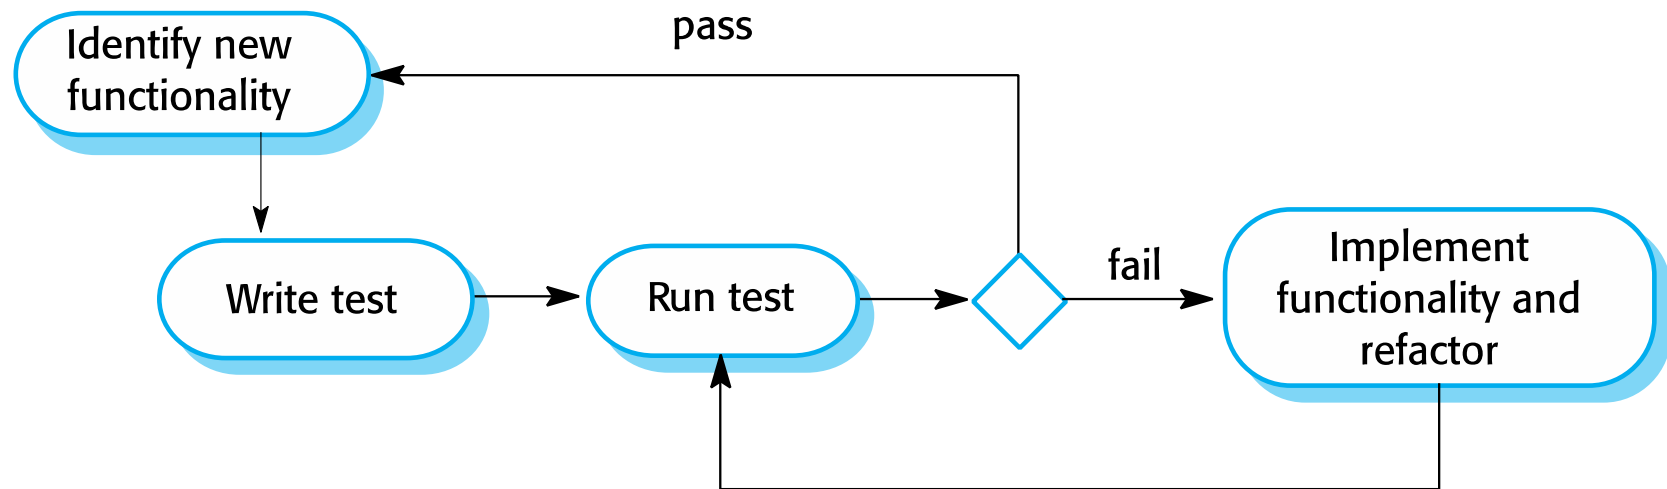 Identify new
functionality
pass
Write test
Run test
fail
Implement
functionality and
refactor